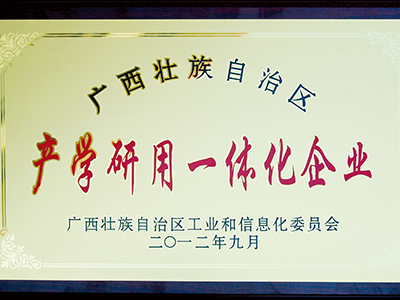 广西壮族自治区
产学研用一体化企业
广西壮族自治区工业和信息化委员会
二〇一二年九月